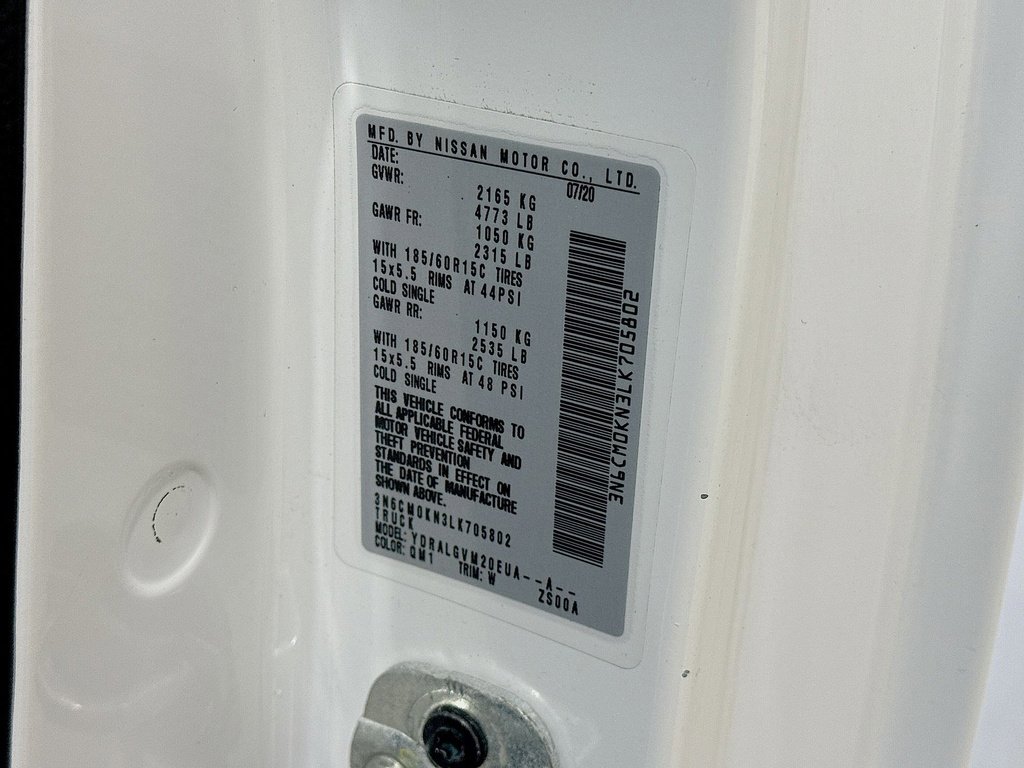 MFD. BY NISSAN MOTOR CO., LTD.
DATE: 07/20
GVWR: 2165 KG
4773 LB
GAWR FR: 1050 KG
2315 LB
WITH 185/60R15C TIRES
15x5.5 RIMS AT 44PSI
COLD SINGLE
GAWR RR: 1150 KG
2535 LB
WITH 185/60R15C TIRES
15x5.5 RIMS AT 48 PSI
COLD SINGLE
THIS VEHICLE CONFORMS TO
ALL APPLICABLE FEDERAL
MOTOR VEHICLE SAFETY AND
THEFT PREVENTION
STANDARDS IN EFFECT ON
THE DATE OF MANUFACTURE
SHOWN ABOVE.
3N6CM0KN3LK705802
TRUCK
MODEL: YDRALGVM20EUA--A--
COLOR: QM1 TRIM: W ZS00A
3N6CM0KN3LK705802